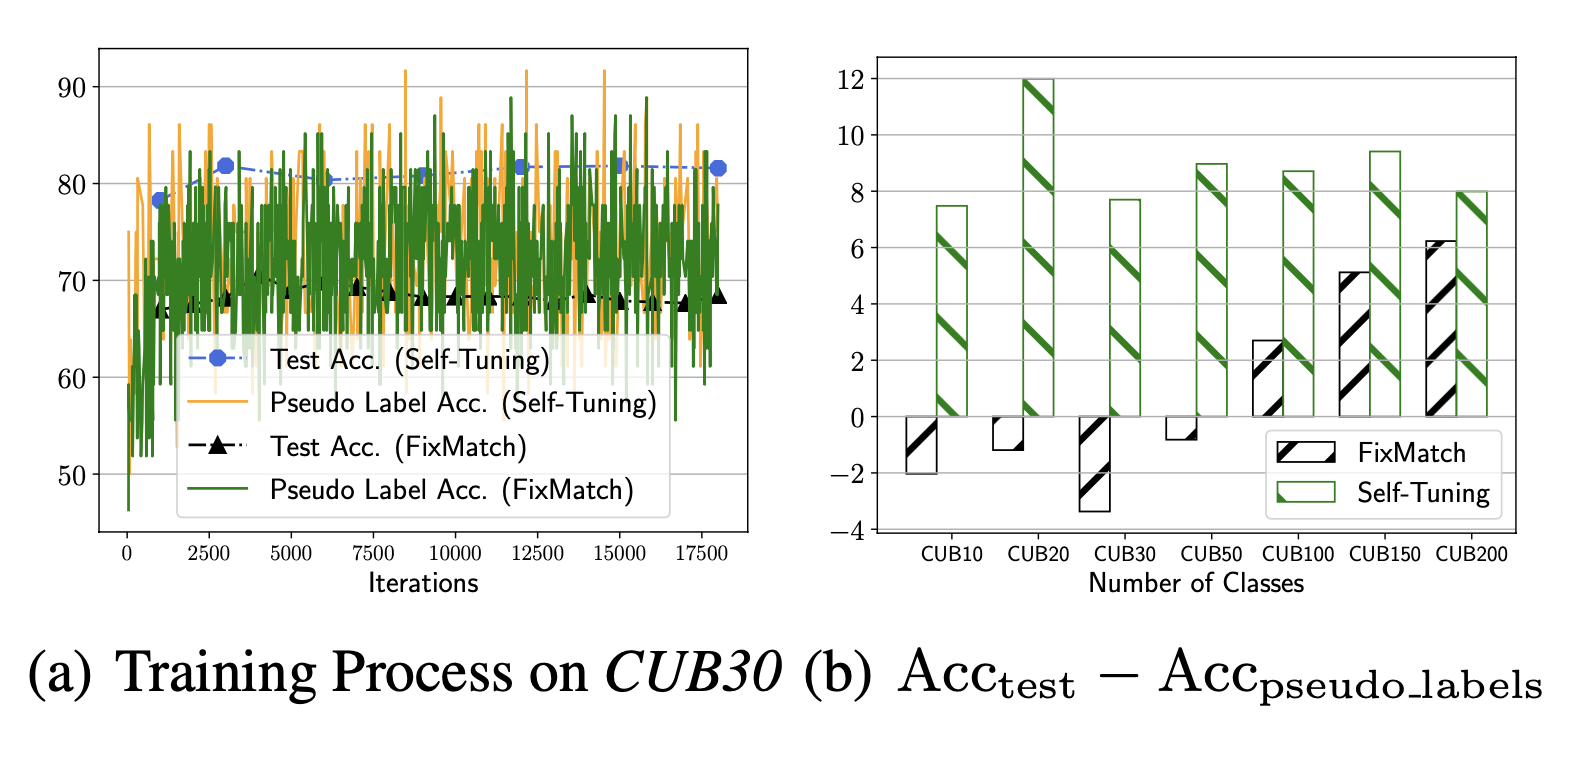 90
80
70
60
50
0 2500 5000 7500 10000 12500 15000 17500
Iterations
Test Acc. (Self-Tuning)
Pseudo Label Acc. (Self-Tuning)
Test Acc. (FixMatch)
Pseudo Label Acc. (FixMatch)
12
10
8
6
4
2
0
−2
−4
CUB10 CUB20 CUB30 CUB50 CUB100 CUB150 CUB200
Number of Classes
FixMatch
Self-Tuning
(a) Training Process on CUB30
(b) Acc_test − Acc_pseudo_labels